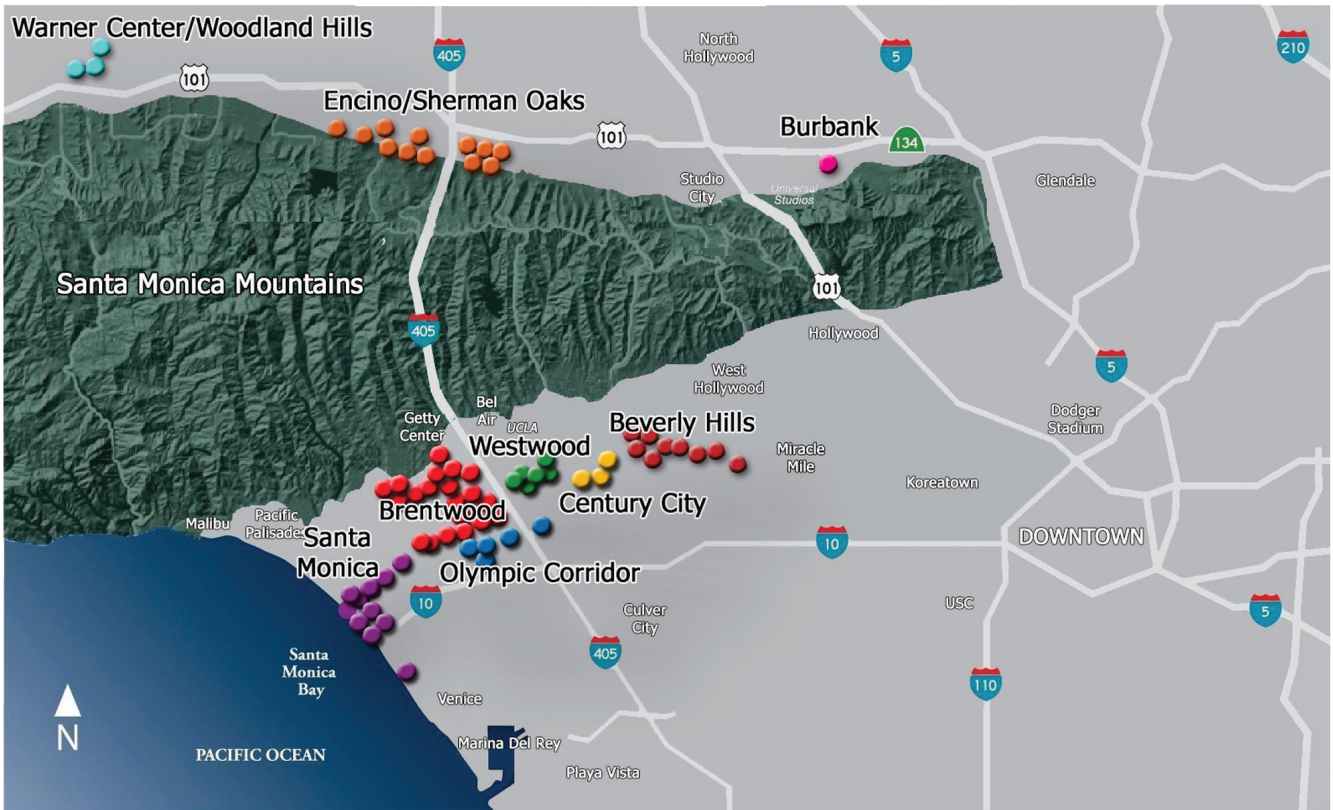 Warner Center/Woodland Hills
405
North
Hollywood
5
210
101
Encino/Sherman Oaks
101
Burbank
134
Studio
City
Universal
Studios
Glendale
Santa Monica Mountains
101
405
Hollywood
5
West
Hollywood
Bel
Air
Getty
Center
UCLA
Beverly Hills
Dodger
Stadium
Westwood
Miracle
Mile
Koreatown
Century City
Brentwood
Malibu
Pacific
Palisades
Santa
Monica
10
DOWNTOWN
Olympic Corridor
10
Culver
City
USC
5
405
Santa
Monica
Bay
110
Venice
N
PACIFIC OCEAN
Marina Del Rey
Playa Vista